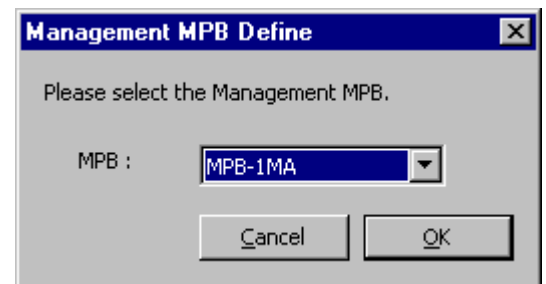 Management MPB Define
Please select the Management MPB.
MPB : MPB-1MA
Cancel OK